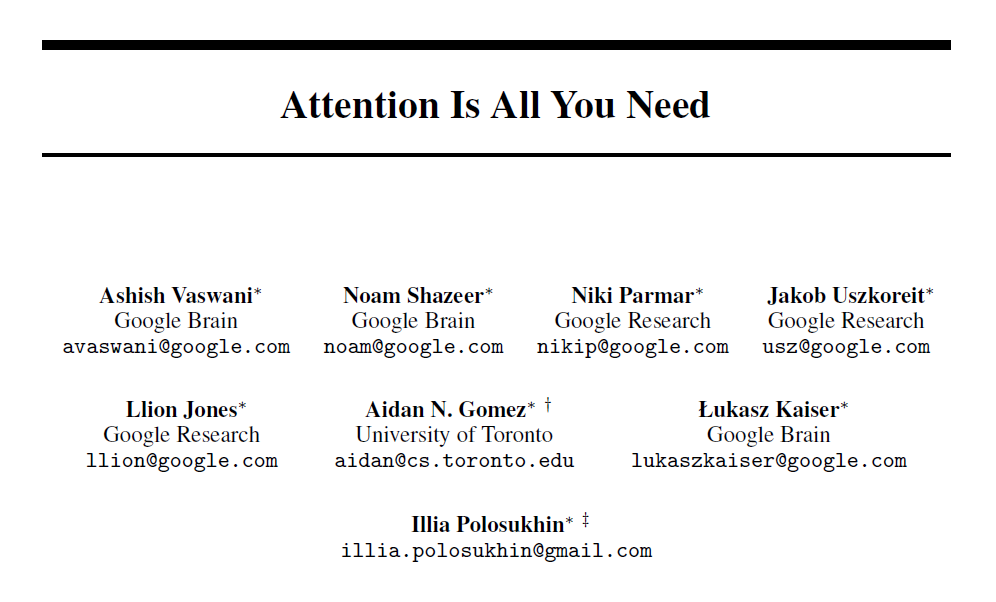 Attention Is All You Need
Ashish Vaswani* Noam Shazeer* Niki Parmar* Jakob Uszkoreit*
Google Brain Google Brain Google Research Google Research
avaswani@google.com noam@google.com nikip@google.com usz@google.com
Llion Jones* Aidan N. Gomez* † Łukasz Kaiser*
Google Research University of Toronto Google Brain
llion@google.com aidan@cs.toronto.edu lukaszkaiser@google.com
Illia Polosukhin* ‡
illia.polosukhin@gmail.com